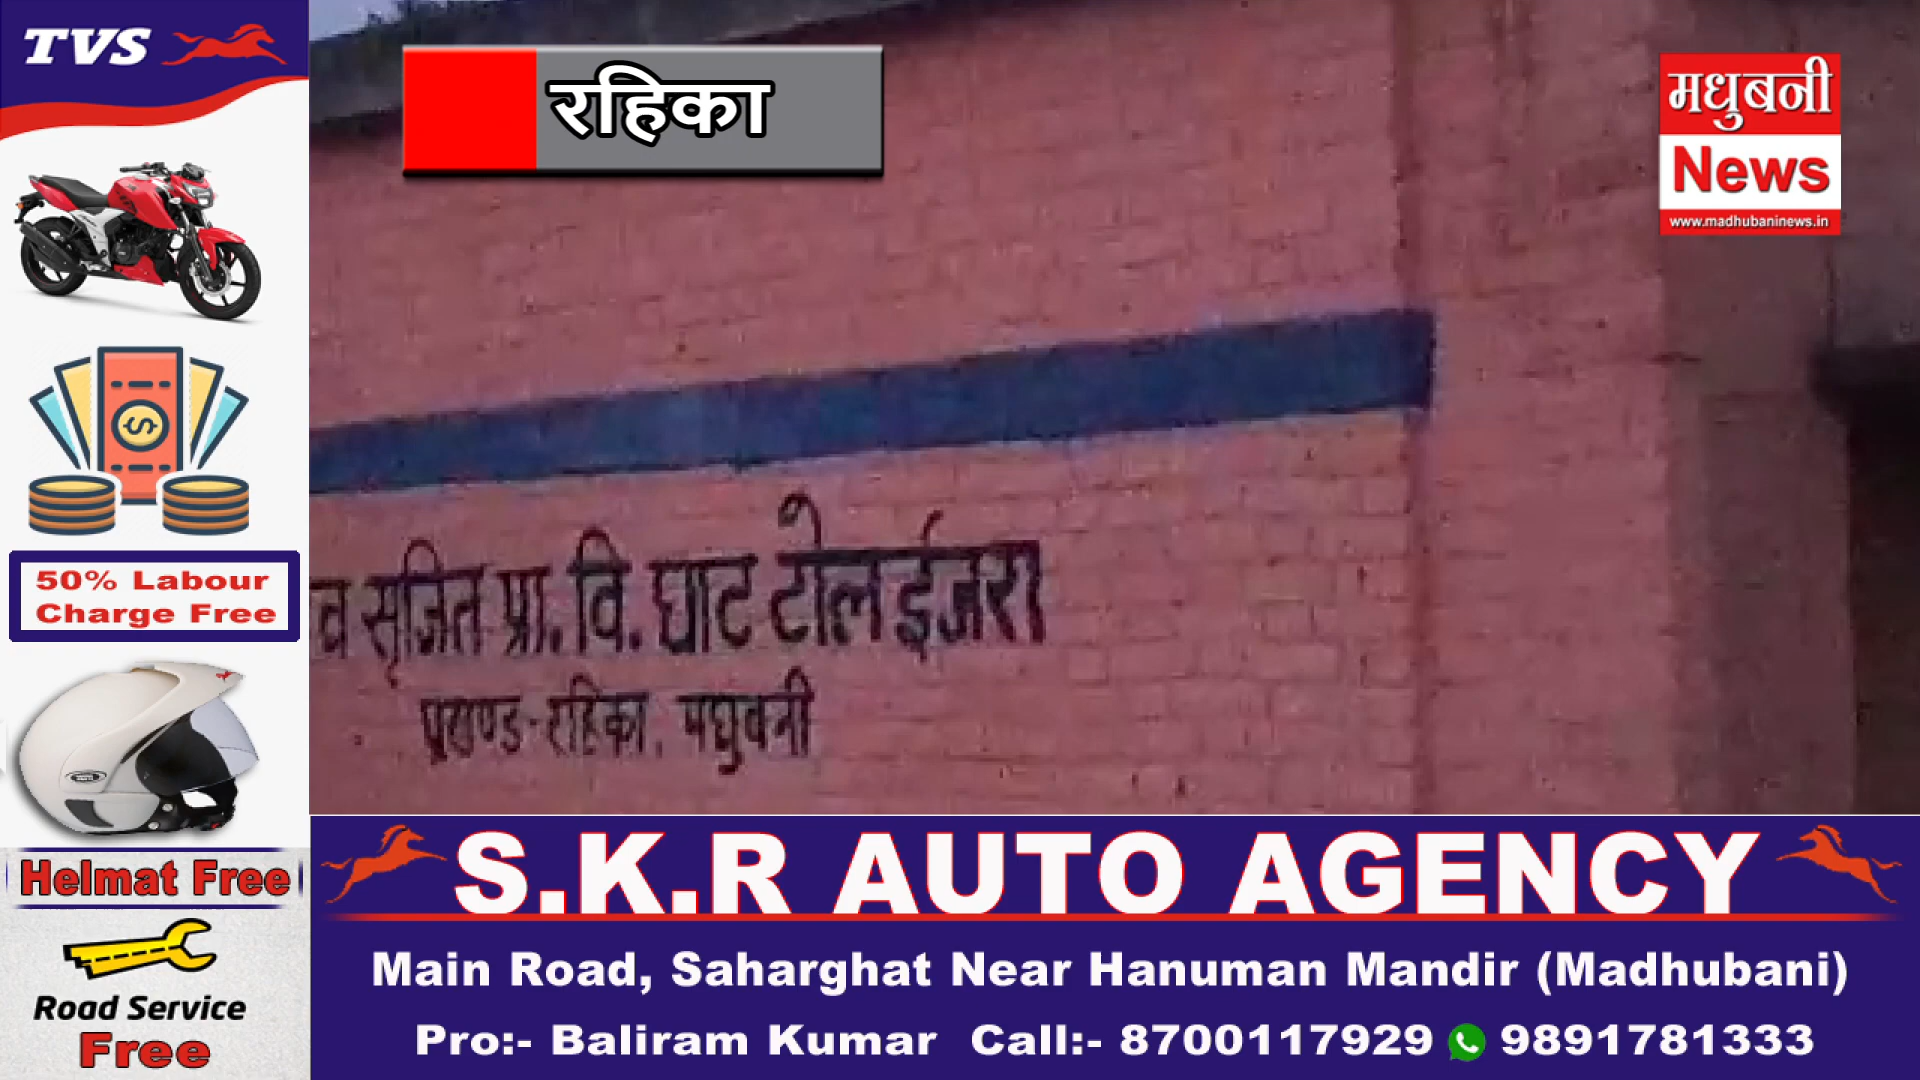 TVS
रहिका
मधुबनी
News
www.madhubaninews.in
व सृजित प्रा. वि. घाट टोल ईजरा
प्रखण्ड-रहिका, मधुबनी
50% Labour
Charge Free
Helmat Free
Road Service
Free
S.K.R AUTO AGENCY
Main Road, Saharghat Near Hanuman Mandir (Madhubani)
Pro:- Baliram Kumar Call:- 8700117929 9891781333